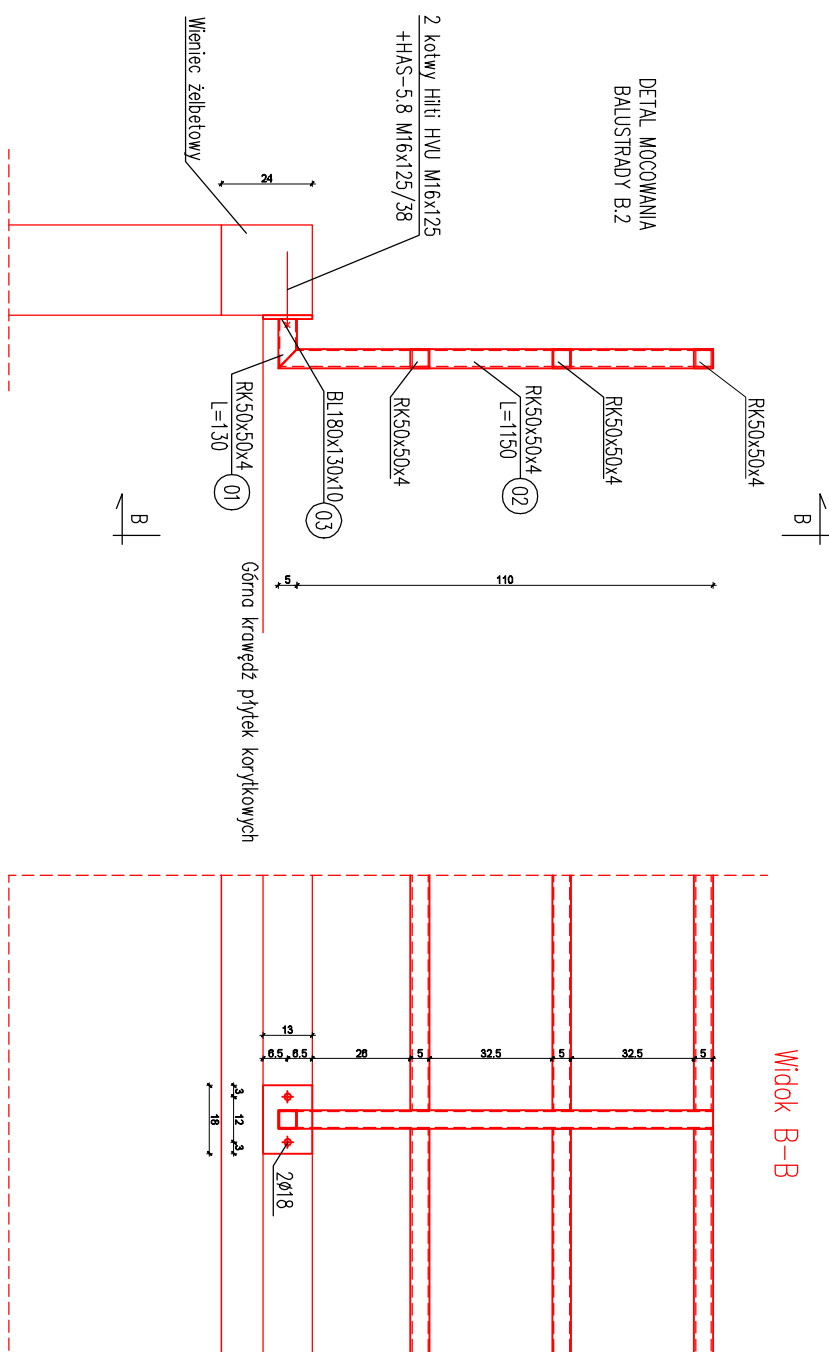 DETAL MOCOWANIA
BALUSTRADY B.2
2 kotwy Hilti HVU M16x125
+HAS-5.8 M16x125/38
Wieniec żelbetowy
24
RK50x50x4
RK50x50x4
RK50x50x4
L=1150
02
RK50x50x4
BL180x130x10
03
RK50x50x4
L=130
01
B
B
5
110
Górna krawędź płytek korytkowych
Widok B-B
13
6.5
6.5
26
5
32.5
5
32.5
5
3
12
3
18
2ø18